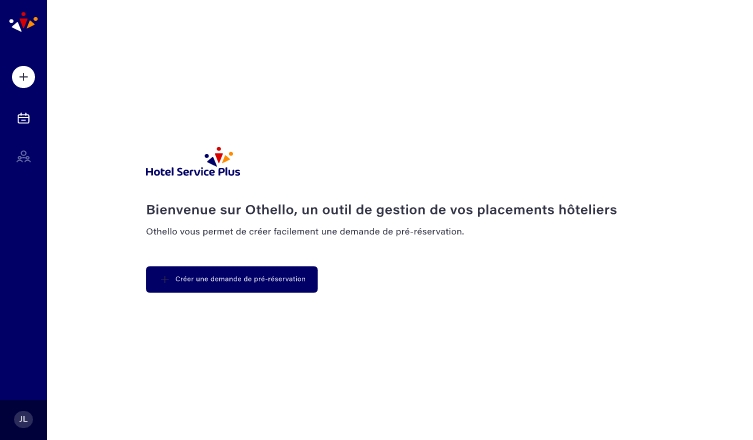 Hotel Service Plus
Bienvenue sur Othello, un outil de gestion de vos placements hôteliers
Othello vous permet de créer facilement une demande de pré-réservation.
Créer une demande de pré-réservation
JL